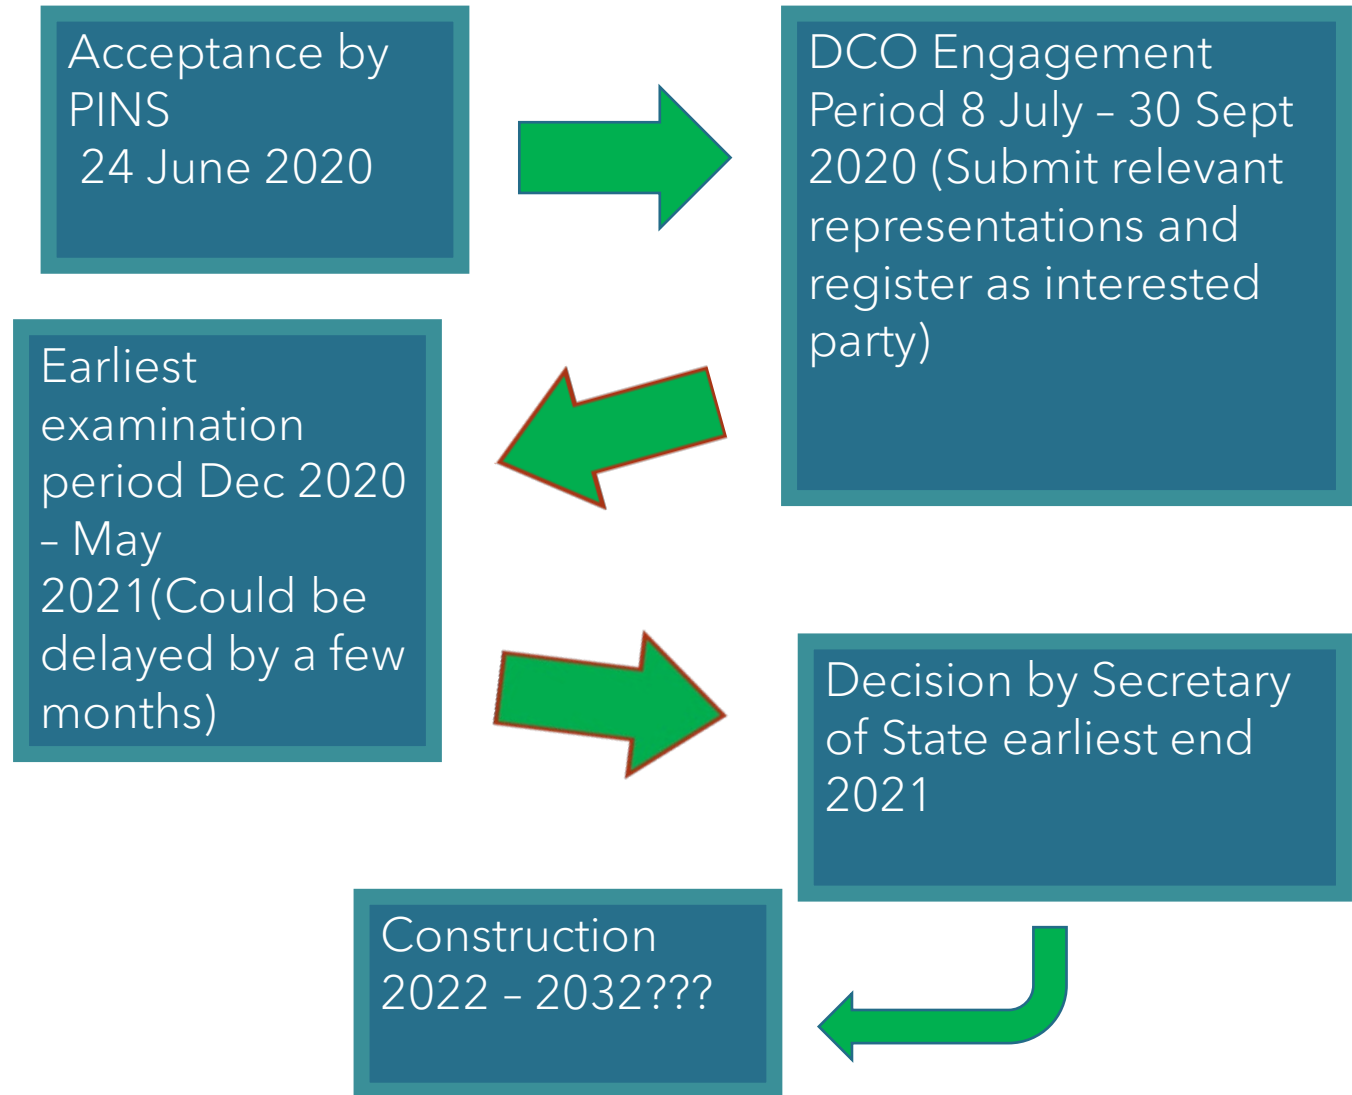 Acceptance by
PINS
24 June 2020
DCO Engagement
Period 8 July – 30 Sept
2020 (Submit relevant
representations and
register as interested
party)
Earliest
examination
period Dec 2020
– May
2021(Could be
delayed by a few
months)
Decision by Secretary
of State earliest end
2021
Construction
2022 – 2032???